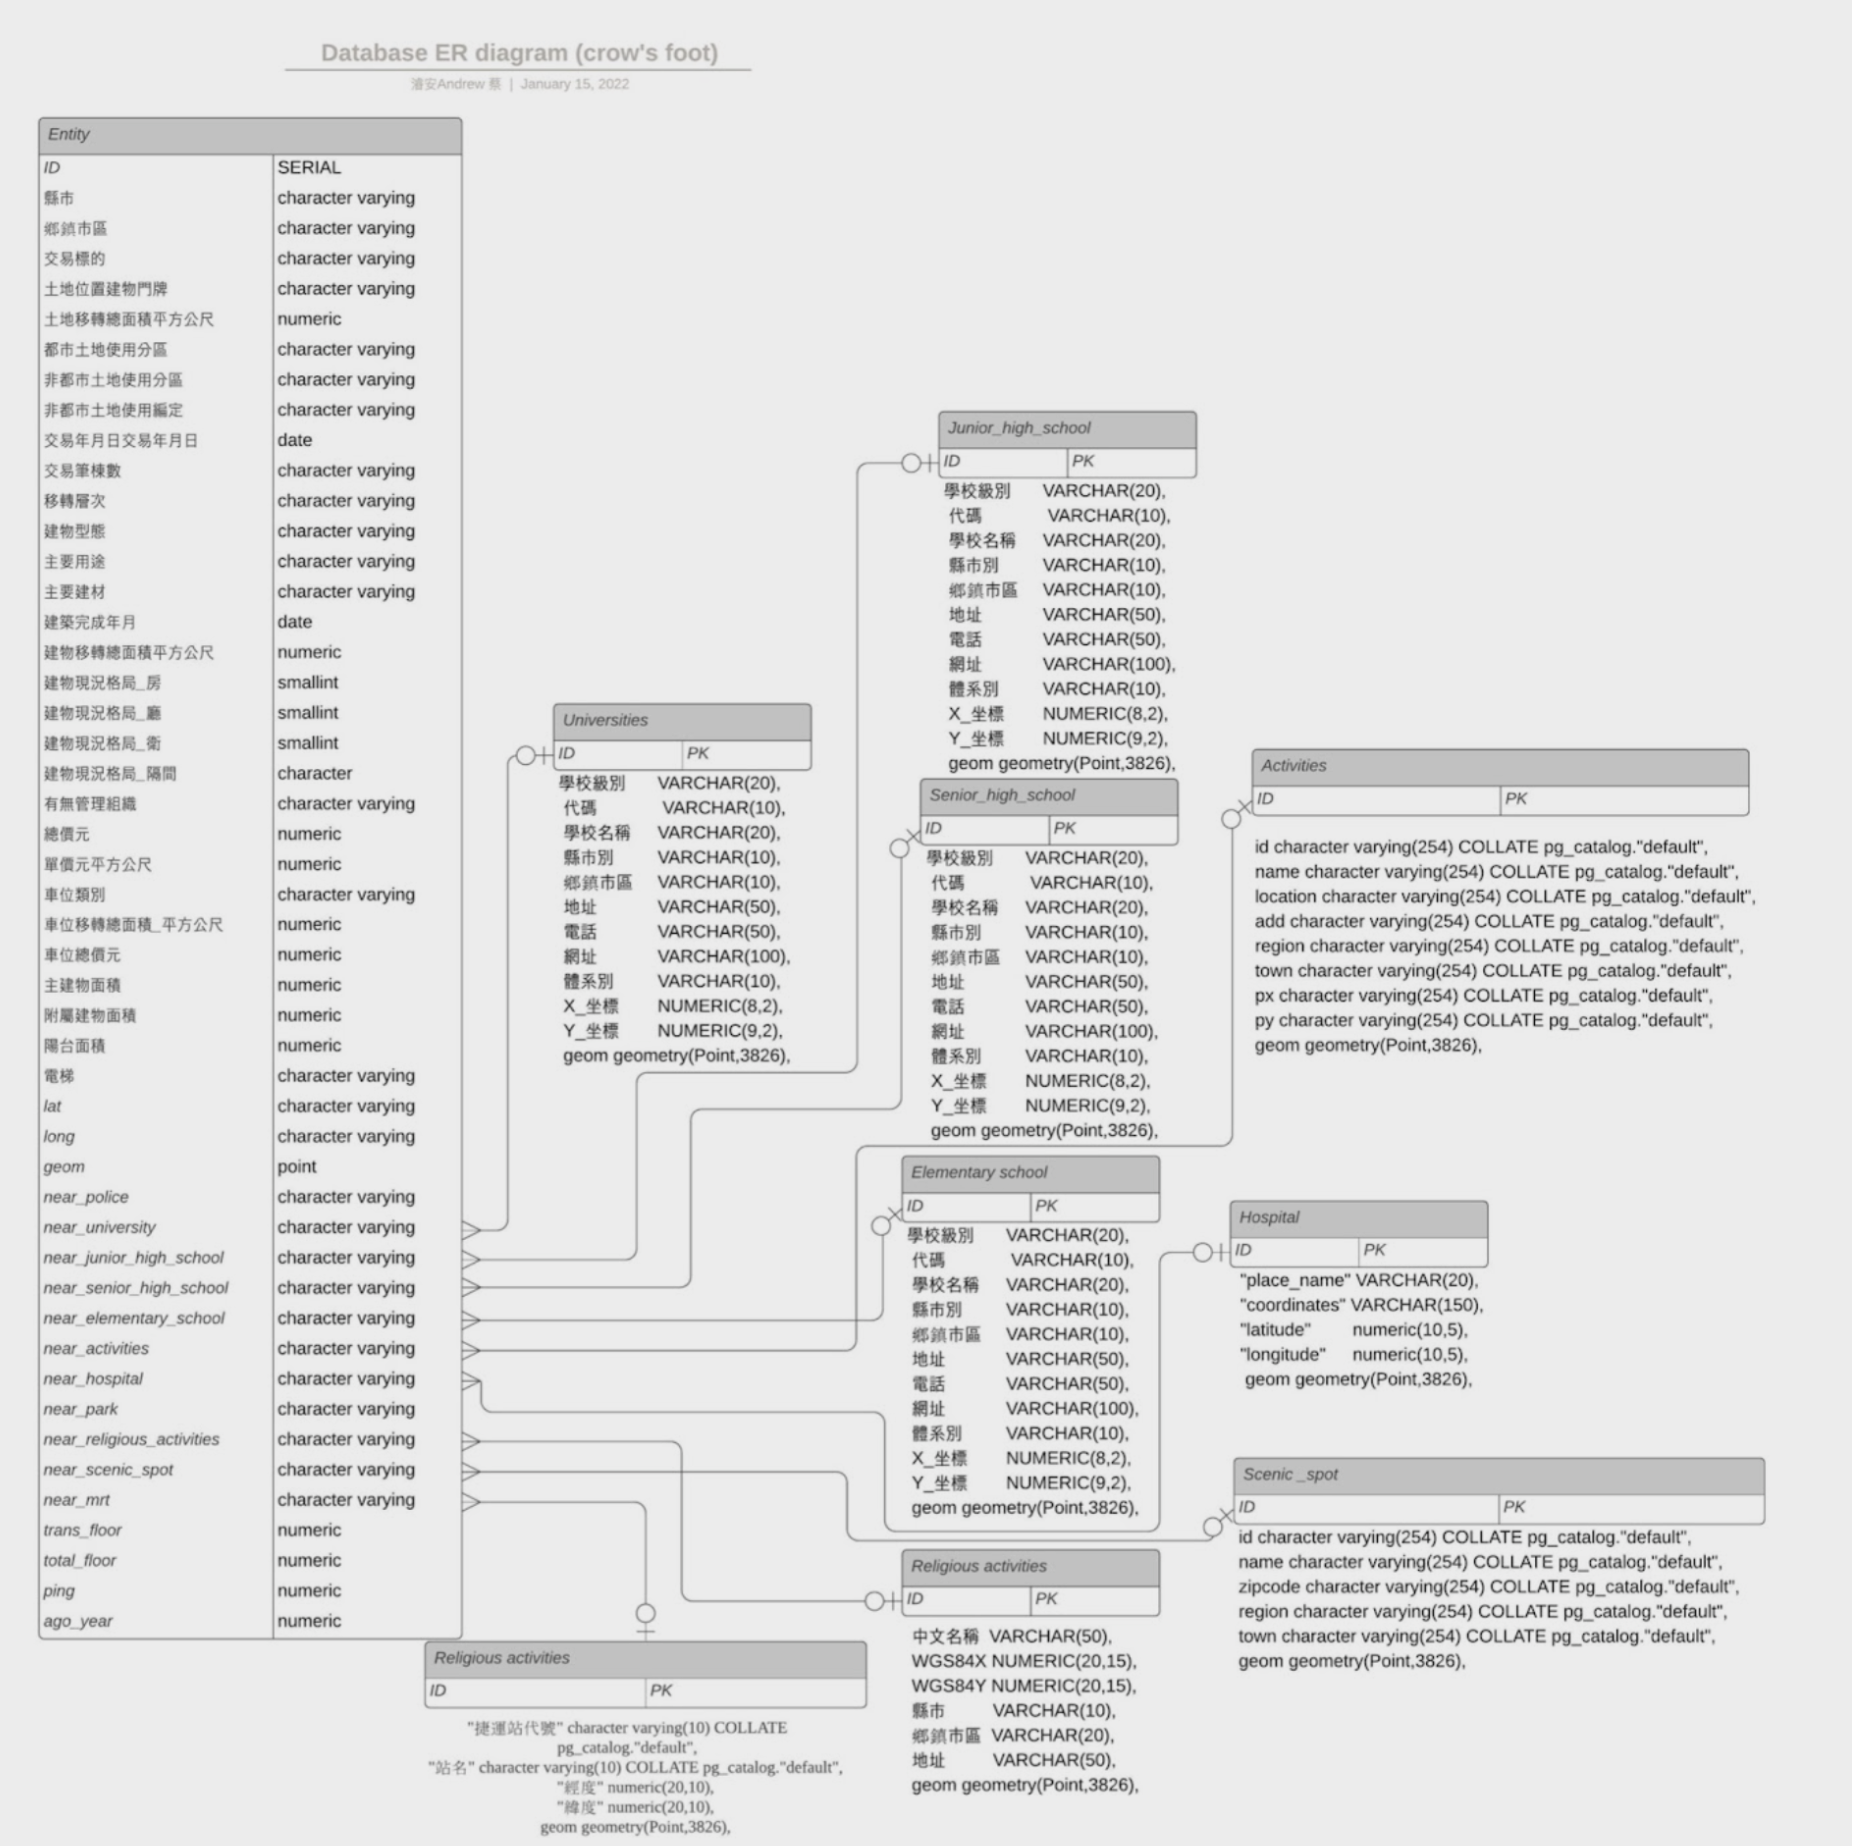 Database ER diagram (crow's foot)
濬安Andrew 蔡 | January 15, 2022
Entity
ID SERIAL
縣市 character varying
鄉鎮市區 character varying
交易標的 character varying
土地位置建物門牌 character varying
土地移轉總面積平方公尺 numeric
都市土地使用分區 character varying
非都市土地使用分區 character varying
非都市土地使用編定 character varying
交易年月日交易年月日 date
交易筆棟數 character varying
移轉層次 character varying
建物型態 character varying
主要用途 character varying
主要建材 character varying
建築完成年月 date
建物移轉總面積平方公尺 numeric
建物現況格局_房 smallint
建物現況格局_廳 smallint
建物現況格局_衛 smallint
建物現況格局_隔間 character
有無管理組織 character varying
總價元 numeric
單價元平方公尺 numeric
車位類別 character varying
車位移轉總面積_平方公尺 numeric
車位總價元 numeric
主建物面積 numeric
附屬建物面積 numeric
陽台面積 numeric
電梯 character varying
lat character varying
long character varying
geom point
near_police character varying
near_university character varying
near_junior_high_school character varying
near_senior_high_school character varying
near_elementary_school character varying
near_activities character varying
near_hospital character varying
near_park character varying
near_religious_activities character varying
near_scenic_spot character varying
near_mrt character varying
trans_floor numeric
total_floor numeric
ping numeric
ago_year numeric
Universities
ID PK
學校級別 VARCHAR(20),
代碼 VARCHAR(10),
學校名稱 VARCHAR(20),
縣市別 VARCHAR(10),
鄉鎮市區 VARCHAR(10),
地址 VARCHAR(50),
電話 VARCHAR(50),
網址 VARCHAR(100),
體系別 VARCHAR(10),
X_坐標 NUMERIC(8,2),
Y_坐標 NUMERIC(9,2),
geom geometry(Point,3826),
Junior_high_school
ID PK
學校級別 VARCHAR(20),
代碼 VARCHAR(10),
學校名稱 VARCHAR(20),
縣市別 VARCHAR(10),
鄉鎮市區 VARCHAR(10),
地址 VARCHAR(50),
電話 VARCHAR(50),
網址 VARCHAR(100),
體系別 VARCHAR(10),
X_坐標 NUMERIC(8,2),
Y_坐標 NUMERIC(9,2),
geom geometry(Point,3826),
Senior_high_school
ID PK
學校級別 VARCHAR(20),
代碼 VARCHAR(10),
學校名稱 VARCHAR(20),
縣市別 VARCHAR(10),
鄉鎮市區 VARCHAR(10),
地址 VARCHAR(50),
電話 VARCHAR(50),
網址 VARCHAR(100),
體系別 VARCHAR(10),
X_坐標 NUMERIC(8,2),
Y_坐標 NUMERIC(9,2),
geom geometry(Point,3826),
Activities
ID PK
id character varying(254) COLLATE pg_catalog."default",
name character varying(254) COLLATE pg_catalog."default",
location character varying(254) COLLATE pg_catalog."default",
add character varying(254) COLLATE pg_catalog."default",
region character varying(254) COLLATE pg_catalog."default",
town character varying(254) COLLATE pg_catalog."default",
px character varying(254) COLLATE pg_catalog."default",
py character varying(254) COLLATE pg_catalog."default",
geom geometry(Point,3826),
Elementary school
ID PK
學校級別 VARCHAR(20),
代碼 VARCHAR(10),
學校名稱 VARCHAR(20),
縣市別 VARCHAR(10),
鄉鎮市區 VARCHAR(10),
地址 VARCHAR(50),
電話 VARCHAR(50),
網址 VARCHAR(100),
體系別 VARCHAR(10),
X_坐標 NUMERIC(8,2),
Y_坐標 NUMERIC(9,2),
geom geometry(Point,3826),
Hospital
ID PK
"place_name" VARCHAR(20),
"coordinates" VARCHAR(150),
"latitude" numeric(10,5),
"longitude" numeric(10,5),
geom geometry(Point,3826),
Scenic _spot
ID PK
id character varying(254) COLLATE pg_catalog."default",
name character varying(254) COLLATE pg_catalog."default",
zipcode character varying(254) COLLATE pg_catalog."default",
region character varying(254) COLLATE pg_catalog."default",
town character varying(254) COLLATE pg_catalog."default",
geom geometry(Point,3826),
Religious activities
ID PK
中文名稱 VARCHAR(50),
WGS84X NUMERIC(20,15),
WGS84Y NUMERIC(20,15),
縣市 VARCHAR(10),
鄉鎮市區 VARCHAR(20),
地址 VARCHAR(50),
geom geometry(Point,3826),
Religious activities
ID PK
"捷運站代號" character varying(10) COLLATE
pg_catalog."default",
"站名" character varying(10) COLLATE pg_catalog."default",
"經度" numeric(20,10),
"緯度" numeric(20,10),
geom geometry(Point,3826),